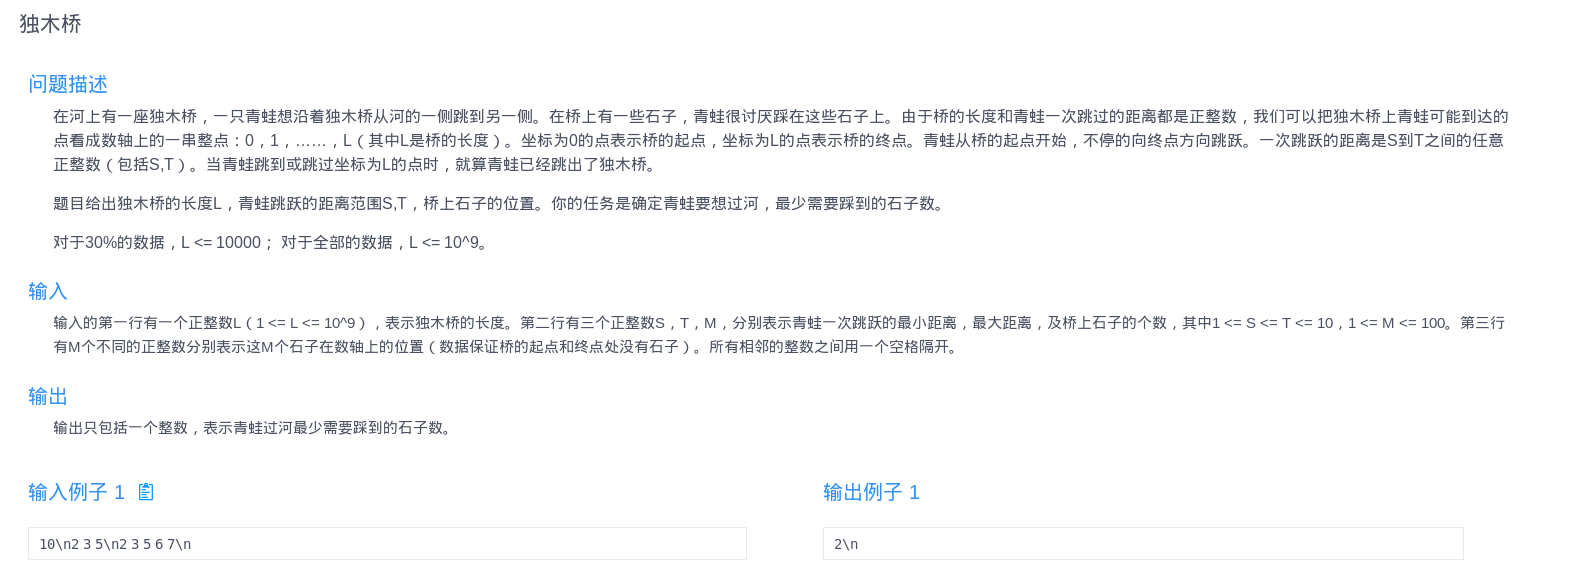 独木桥
问题描述
在河上有一座独木桥，一只青蛙想沿着独木桥从河的一侧跳到另一侧。在桥上有一些石子，青蛙很讨厌踩在这些石子上。由于桥的长度和青蛙一次跳过的距离都是正整数，我们可以把独木桥上青蛙可能到达的
点看成数轴上的一串整点：0，1，……，L（其中L是桥的长度）。坐标为0的点表示桥的起点，坐标为L的点表示桥的终点。青蛙从桥的起点开始，不停的向终点方向跳跃。一次跳跃的距离是S到T之间的任意
正整数（包括S,T）。当青蛙跳到或跳过坐标为L的点时，就算青蛙已经跳出了独木桥。
题目给出独木桥的长度L，青蛙跳跃的距离范围S,T，桥上石子的位置。你的任务是确定青蛙要想过河，最少需要踩到的石子数。
对于30%的数据，L <= 10000； 对于全部的数据，L <= 10^9。
输入
输入的第一行有一个正整数L（1 <= L <= 10^9），表示独木桥的长度。第二行有三个正整数S，T，M，分别表示青蛙一次跳跃的最小距离，最大距离，及桥上石子的个数，其中1 <= S <= T <= 10，1 <= M <= 100。第三行
有M个不同的正整数分别表示这M个石子在数轴上的位置（数据保证桥的起点和终点处没有石子）。所有相邻的整数之间用一个空格隔开。
输出
输出只包括一个整数，表示青蛙过河最少需要踩到的石子数。
输入例子 1
输出例子 1
10\n2 3 5\n2 3 5 6 7\n
2\n